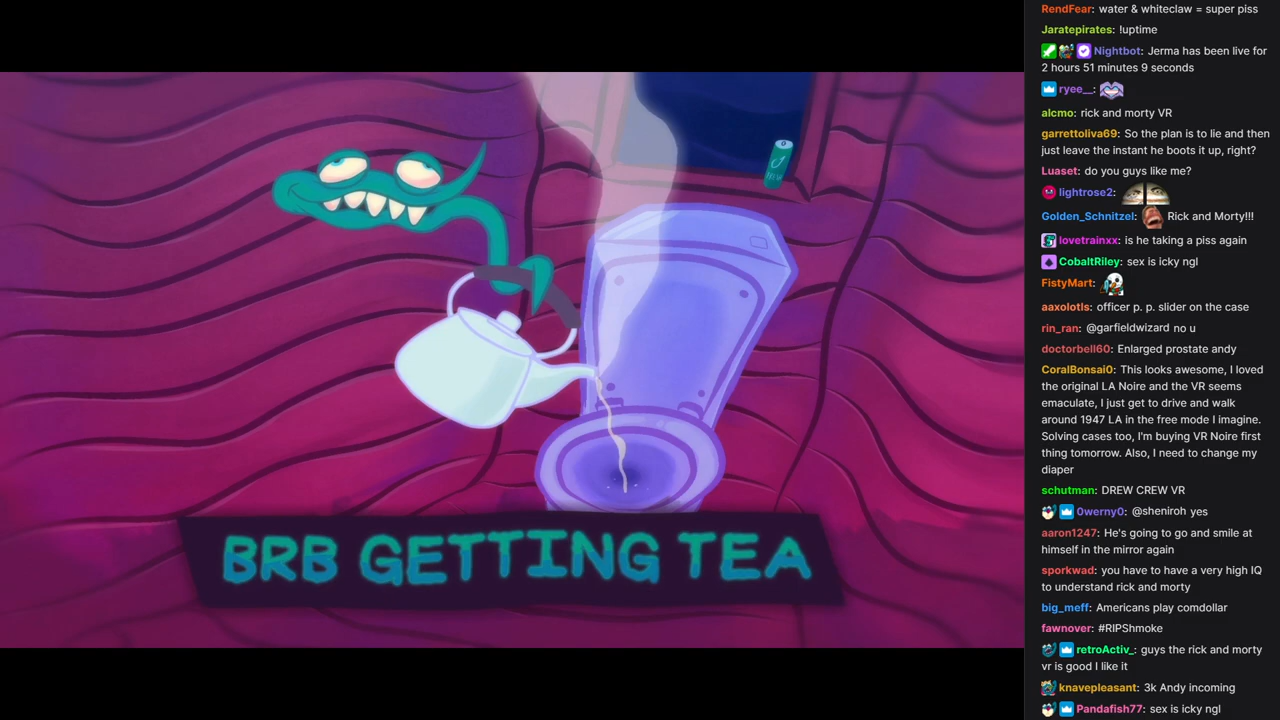 BRB GETTING TEA
RendFear: water & whiteclaw = super piss
Jaratepirates: !uptime
Nightbot: Jerma has been live for
2 hours 51 minutes 9 seconds
ryee__:
alcmo: rick and morty VR
garrettoliva69: So the plan is to lie and then
just leave the instant he boots it up, right?
Luaset: do you guys like me?
lightrose2:
Golden_Schnitzel: Rick and Morty!!!
lovetrainxx: is he taking a piss again
CobaltRiley: sex is icky ngl
FistyMart:
aaxolotls: officer p. p. slider on the case
rin_ran: @garfieldwizard no u
doctorbell60: Enlarged prostate andy
CoralBonsai0: This looks awesome, I loved
the original LA Noire and the VR seems
emaculate, I just get to drive and walk
around 1947 LA in the free mode I imagine.
Solving cases too, I'm buying VR Noire first
thing tomorrow. Also, I need to change my
diaper
schutman: DREW CREW VR
0werny0: @sheniroh yes
aaron1247: He's going to go and smile at
himself in the mirror again
sporkwad: you have to have a very high IQ
to understand rick and morty
big_meff: Americans play comdollar
fawnover: #RIPShmoke
retroActiv_: guys the rick and morty
vr is good I like it
knavepleasant: 3k Andy incoming
Pandafish77: sex is icky ngl